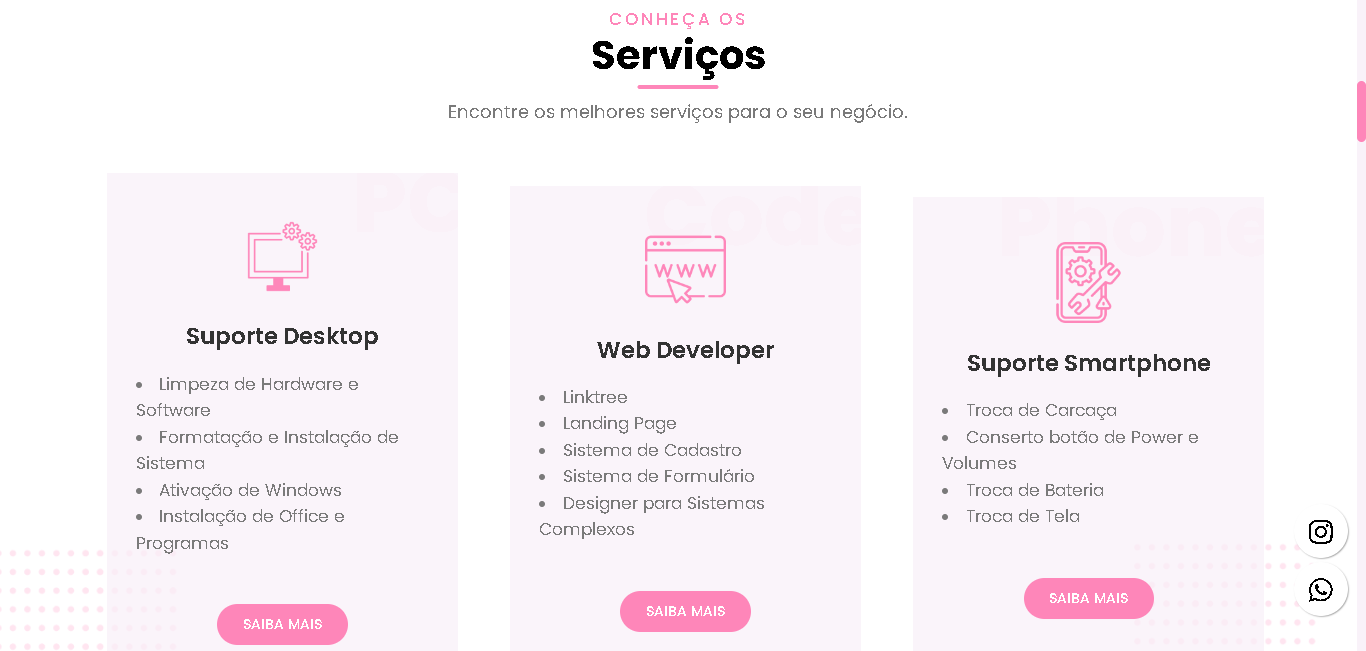 CONHEÇA OS
Serviços
Encontre os melhores serviços para o seu negócio.
PC
Suporte Desktop
• Limpeza de Hardware e
Software
• Formatação e Instalação de
Sistema
• Ativação de Windows
• Instalação de Office e
Programas
SAIBA MAIS
Code
WWW
Web Developer
• Linktree
• Landing Page
• Sistema de Cadastro
• Sistema de Formulário
• Designer para Sistemas
Complexos
SAIBA MAIS
Phone
Suporte Smartphone
• Troca de Carcaça
• Conserto botão de Power e
Volumes
• Troca de Bateria
• Troca de Tela
SAIBA MAIS